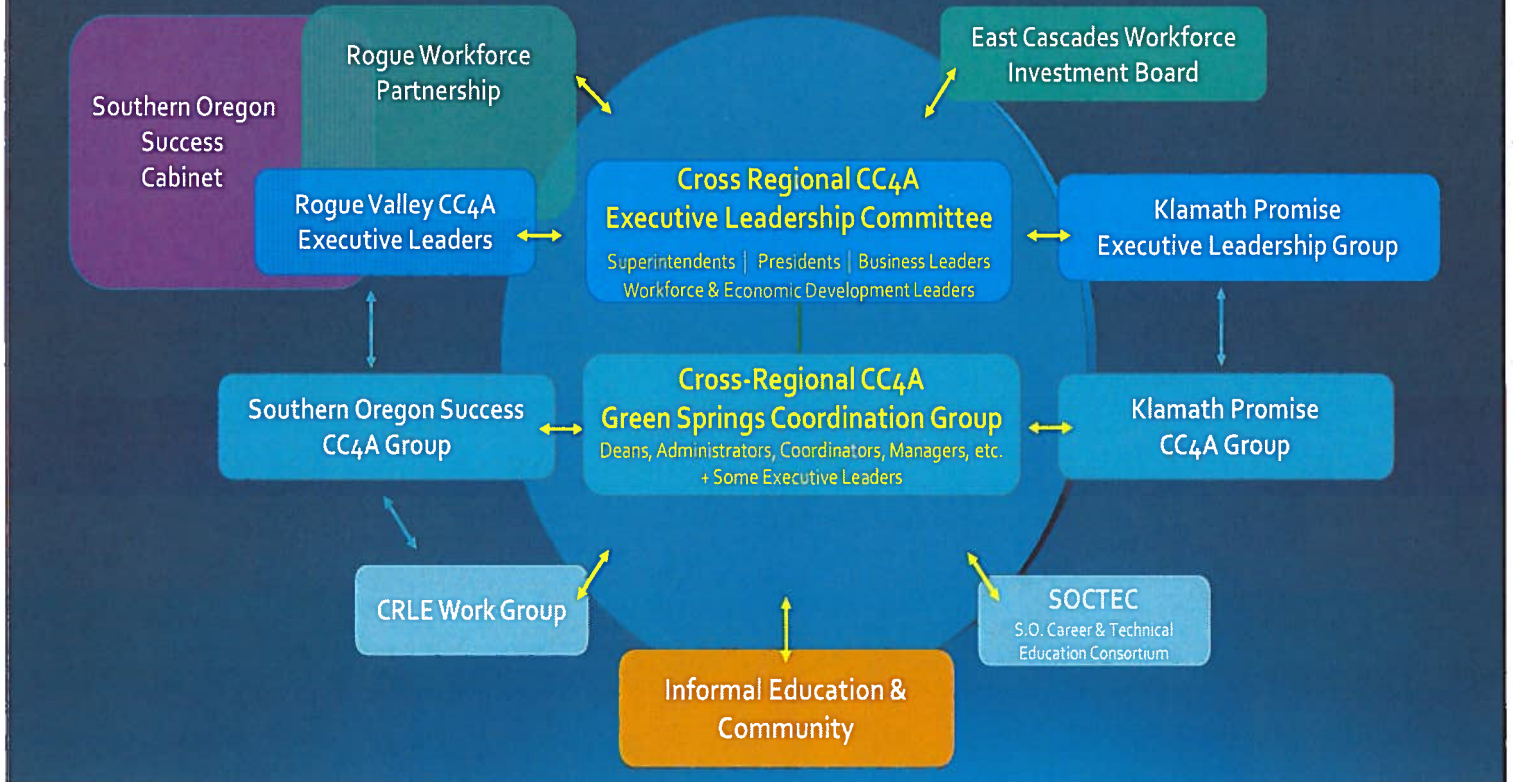 Southern Oregon
Success
Cabinet
Rogue Workforce
Partnership
East Cascades Workforce
Investment Board
Rogue Valley CC4A
Executive Leaders
Cross Regional CC4A
Executive Leadership Committee
Superintendents | Presidents | Business Leaders
Workforce & Economic Development Leaders
Klamath Promise
Executive Leadership Group
Southern Oregon Success
CC4A Group
Cross-Regional CC4A
Green Springs Coordination Group
Deans, Administrators, Coordinators, Managers, etc.
+ Some Executive Leaders
Klamath Promise
CC4A Group
CRLE Work Group
SOCTEC
S.O. Career & Technical
Education Consortium
Informal Education &
Community